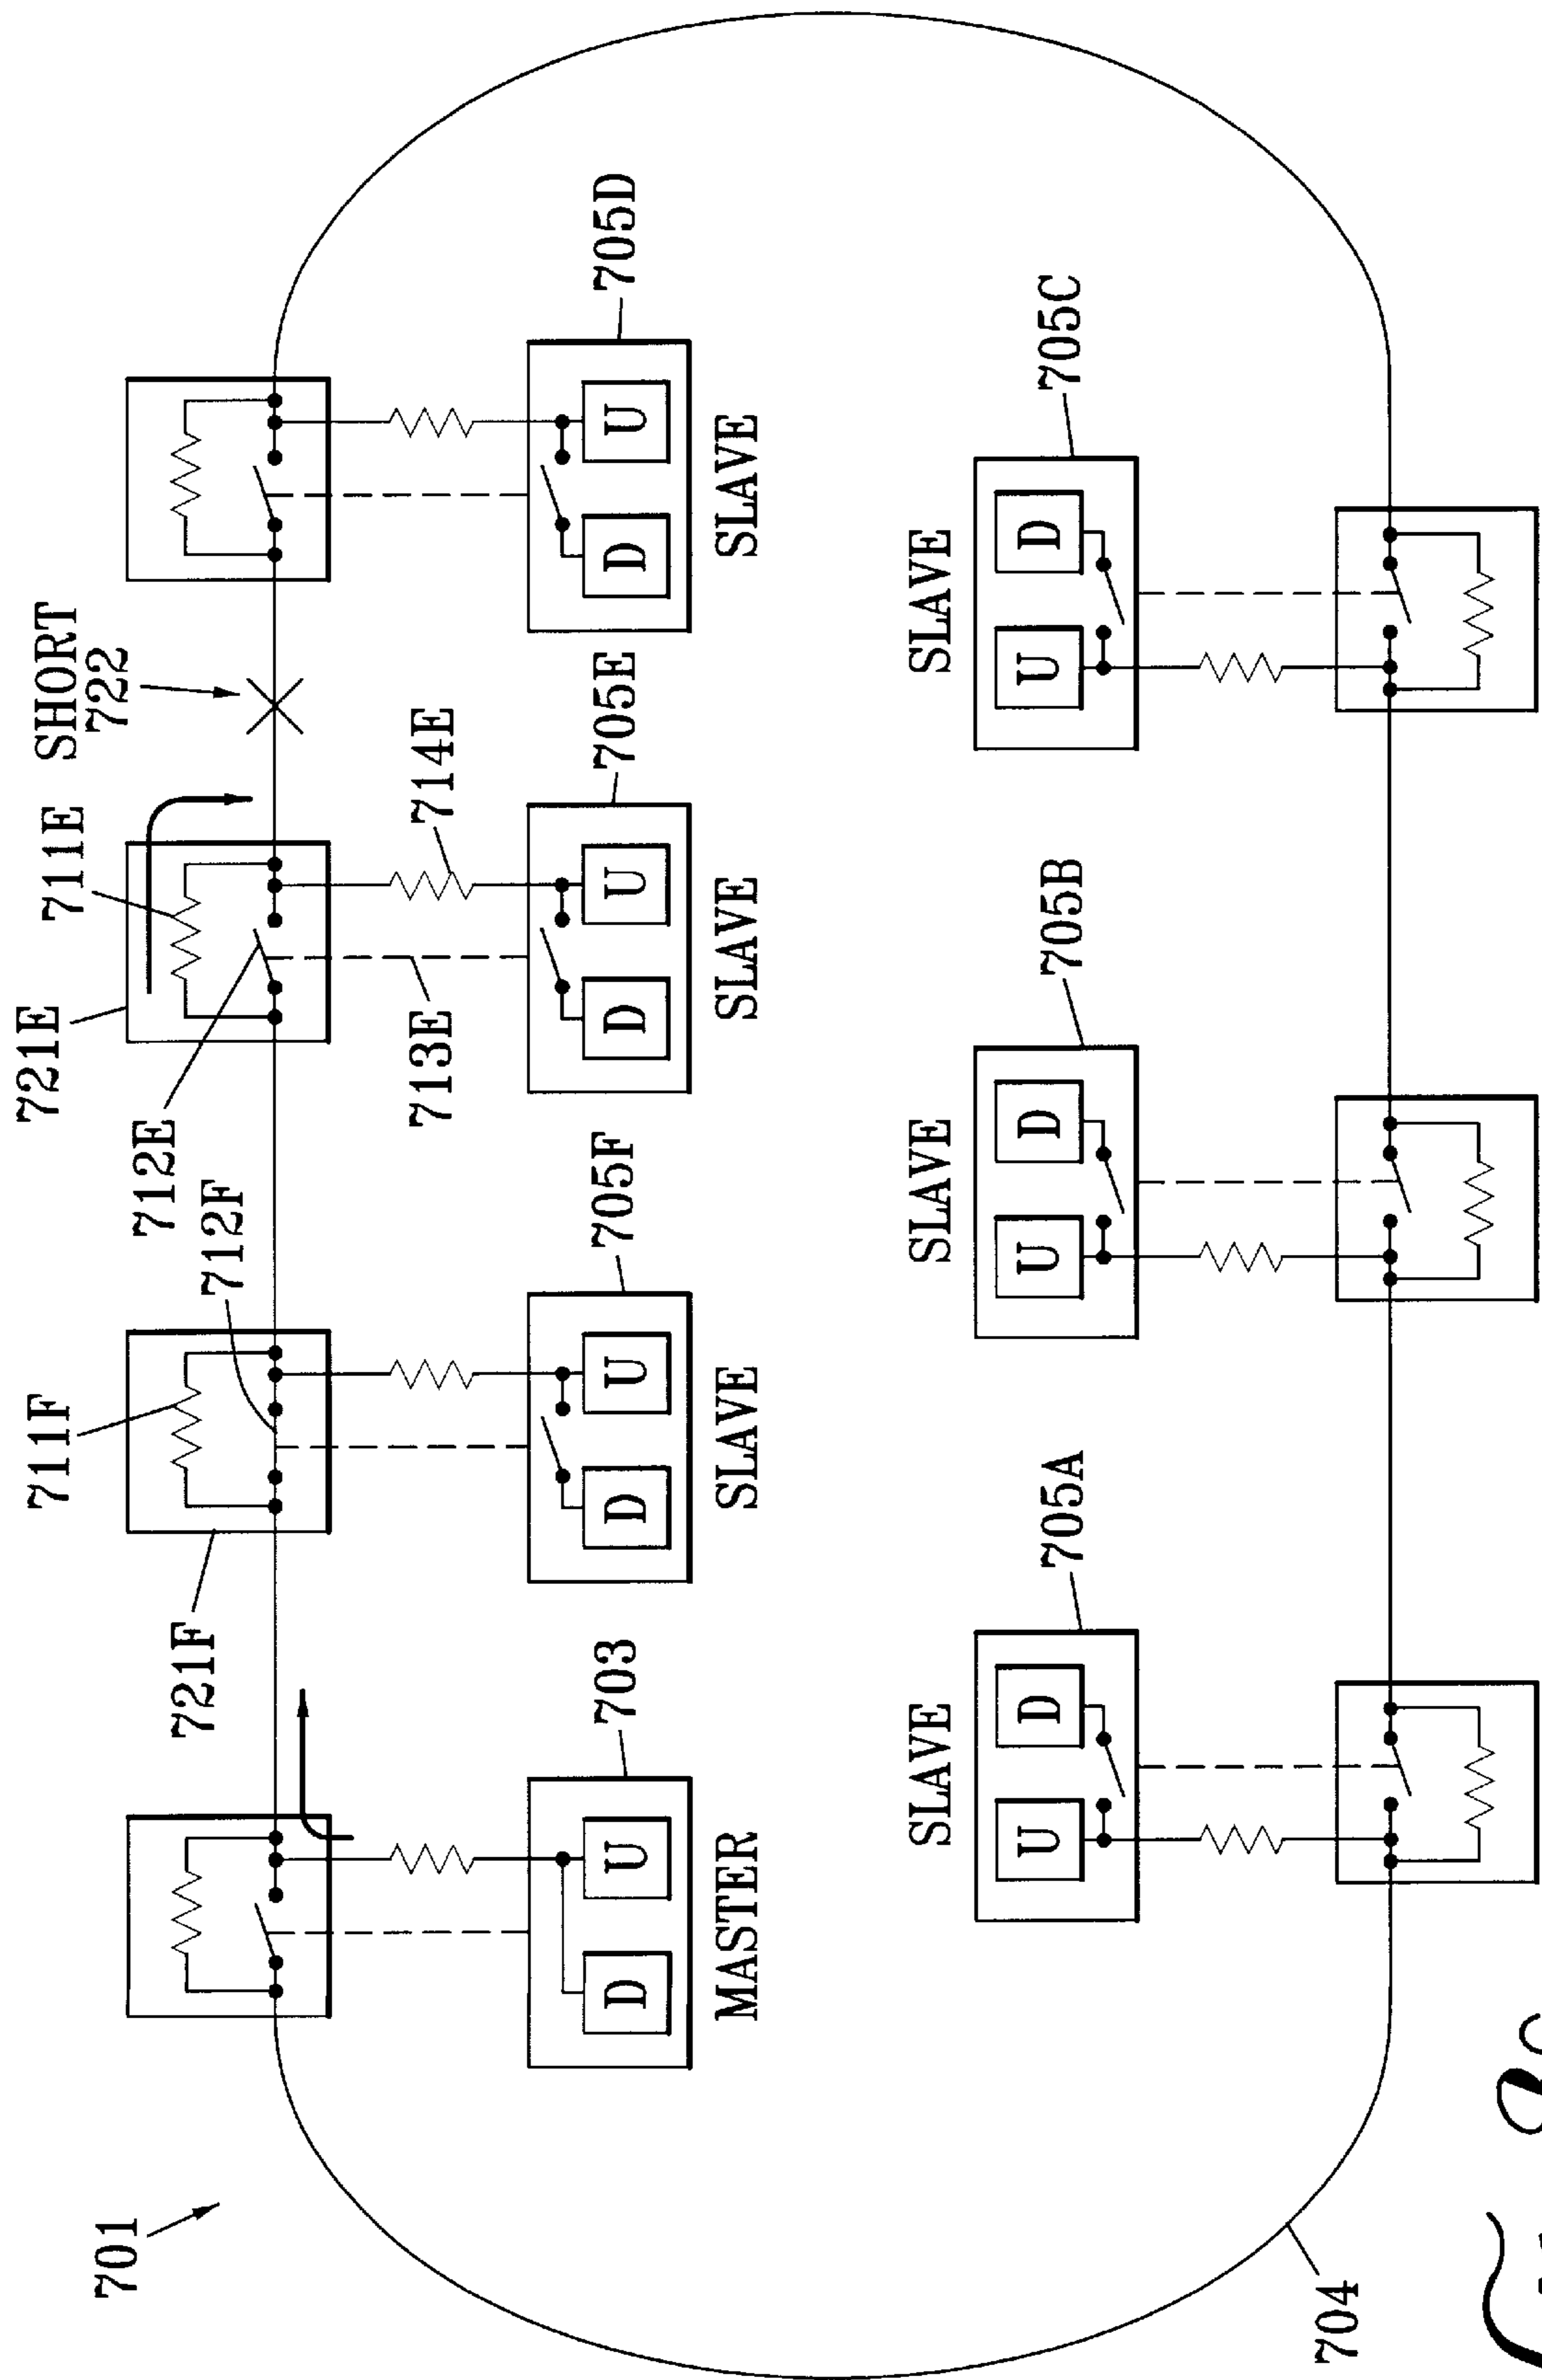 701
721F
711F
712F
712E
721E
711E
SHORT
722
713E
714E
703
705F
705E
705D
D U
D U
D U
D U
MASTER
SLAVE
SLAVE
SLAVE
SLAVE
SLAVE
SLAVE
U D
U D
U D
705A
705B
705C
704